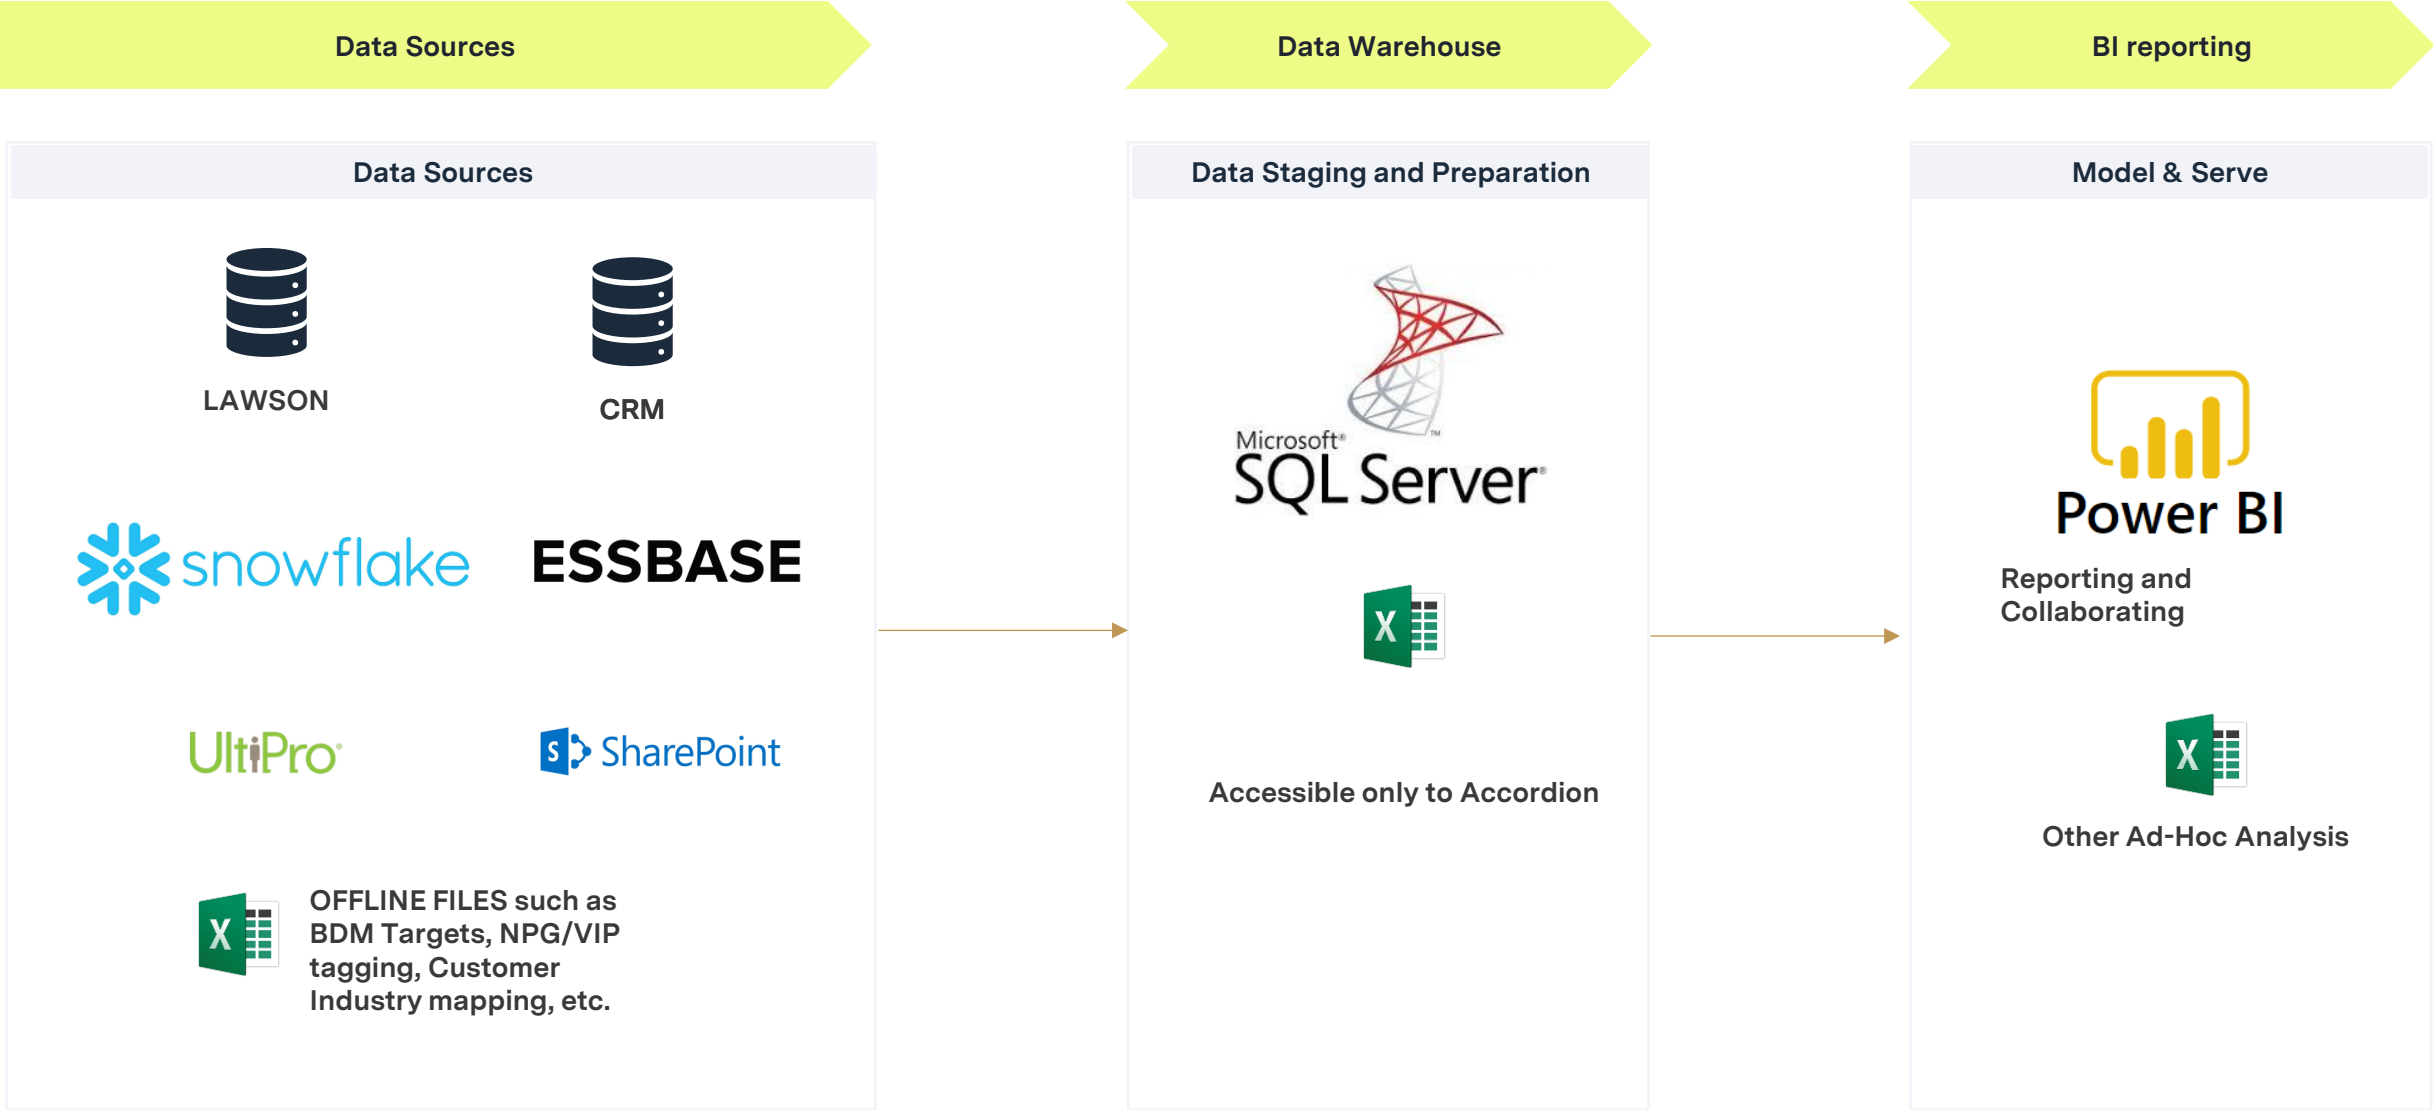 Data Sources
Data Warehouse
BI reporting
Data Sources
LAWSON
CRM
snowflake
ESSBASE
UltiPro®
S SharePoint
X
OFFLINE FILES such as
BDM Targets, NPG/VIP
tagging, Customer
Industry mapping, etc.
Data Staging and Preparation
Microsoft®
SQL Server®
™
X
Accessible only to Accordion
Model & Serve
Power BI
Reporting and
Collaborating
X
Other Ad-Hoc Analysis